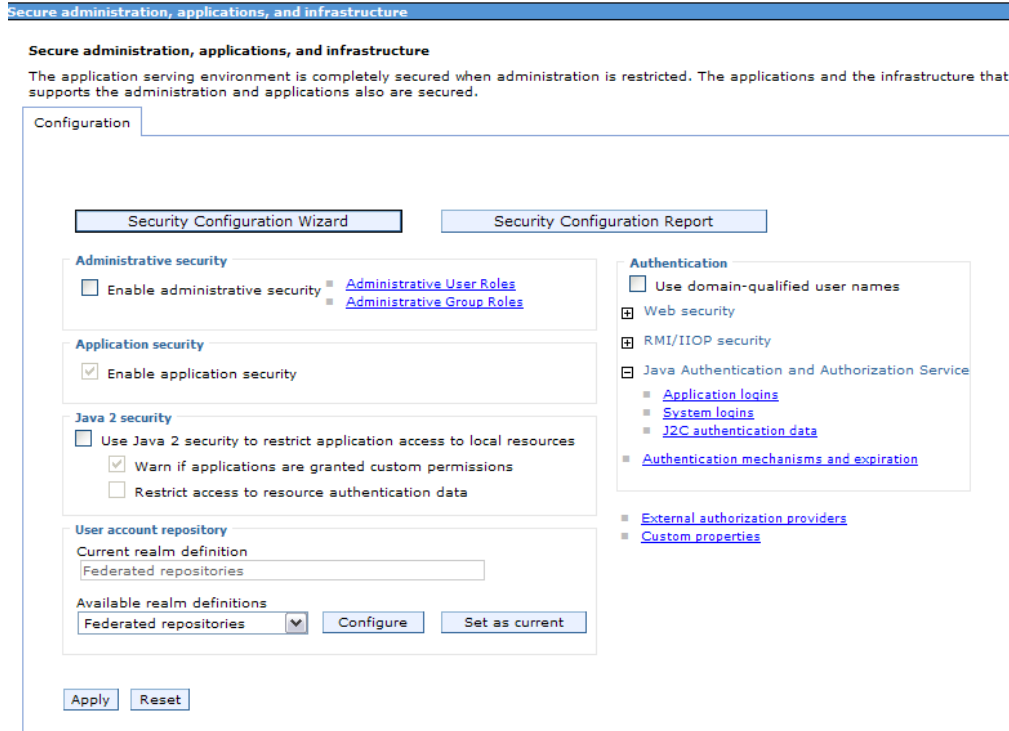 Secure administration, applications, and infrastructure
Secure administration, applications, and infrastructure
The application serving environment is completely secured when administration is restricted. The applications and the infrastructure that
supports the administration and applications also are secured.
Configuration
Security Configuration Wizard
Security Configuration Report
Administrative security
Enable administrative security
Administrative User Roles
Administrative Group Roles
Application security
Enable application security
Java 2 security
Use Java 2 security to restrict application access to local resources
Warn if applications are granted custom permissions
Restrict access to resource authentication data
User account repository
Current realm definition
Federated repositories
Available realm definitions
Federated repositories
Configure
Set as current
Authentication
Use domain-qualified user names
Web security
RMI/IIOP security
Java Authentication and Authorization Service
Application logins
System logins
J2C authentication data
Authentication mechanisms and expiration
External authorization providers
Custom properties
Apply
Reset